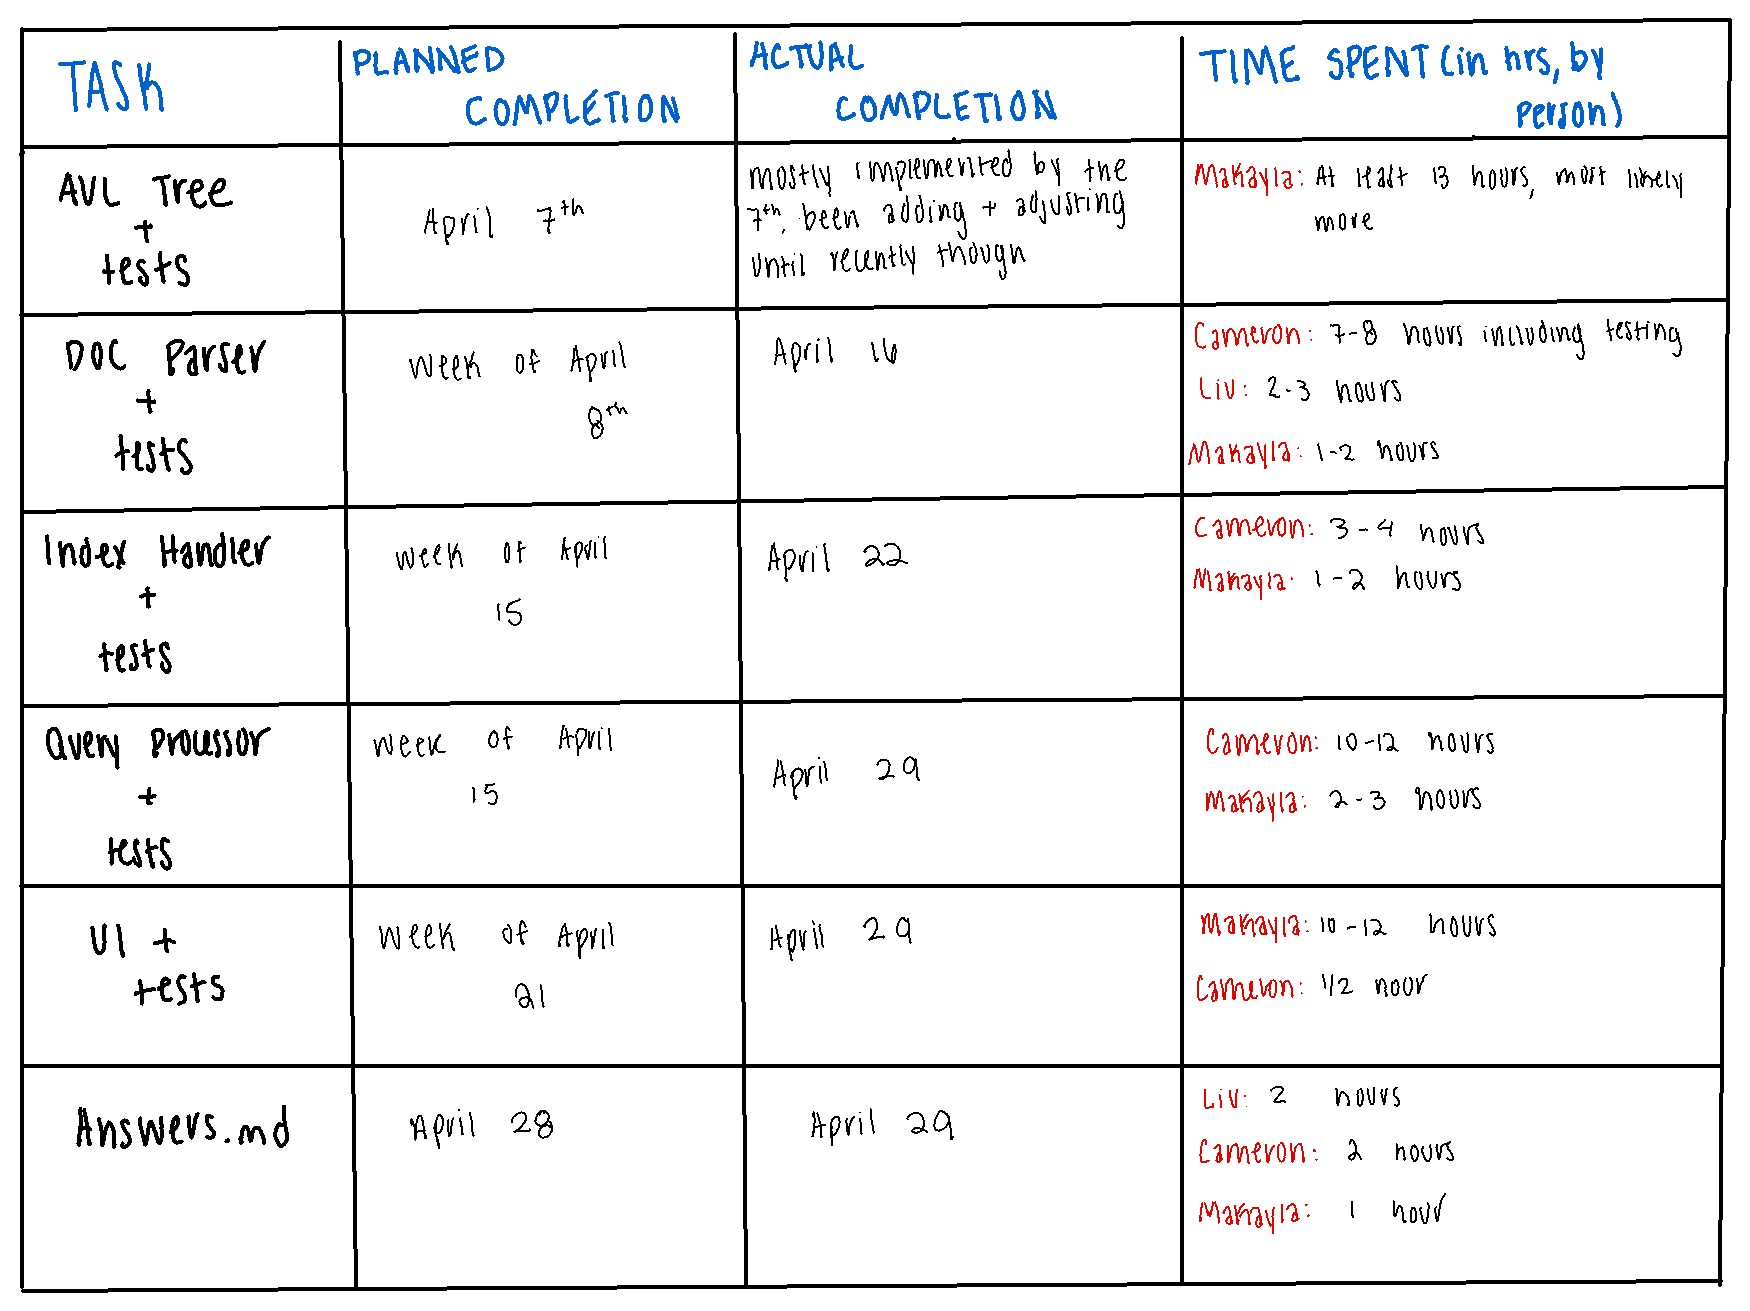 TASK
PLANNED
COMPLETION
ACTUAL
COMPLETION
TIME SPENT (in hrs, by
person)
AVL Tree
+
tests
April 7th
mostly implemented by the
7th, been adding + adjusting
until recently though
Makayla: At least 13 hours, most likely
more
DOC Parser
+
tests
Week of April
8th
April 16
Cameron: 7-8 hours including testing
Liv: 2-3 hours
Makayla: 1-2 hours
Index Handler
+
tests
Week of April
15
April 22
Cameron: 3-4 hours
Makayla: 1-2 hours
Query Processor
+
tests
Week of April
15
April 29
Cameron: 10-12 hours
Makayla: 2-3 hours
UI +
tests
Week of April
21
April 29
Makayla: 10-12 hours
Cameron: 1/2 hour
Answers.md
April 28
April 29
Liv: 2 hours
Cameron: 2 hours
Makayla: 1 hour